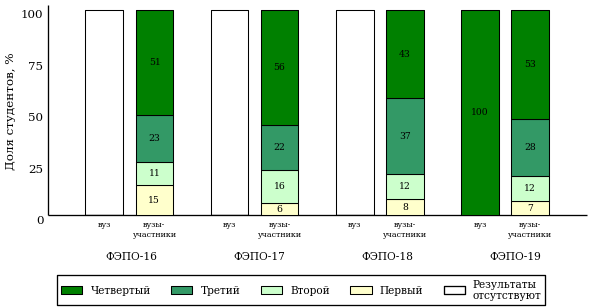 Доля студентов, %
100
75
50
25
0
51
23
11
15
56
22
16
6
43
37
12
8
100
53
28
12
7
вуз
вузы-
участники
вуз
вузы-
участники
вуз
вузы-
участники
вуз
вузы-
участники
ФЭПО-16
ФЭПО-17
ФЭПО-18
ФЭПО-19
Четвертый
Третий
Второй
Первый
Результаты
отсутствуют